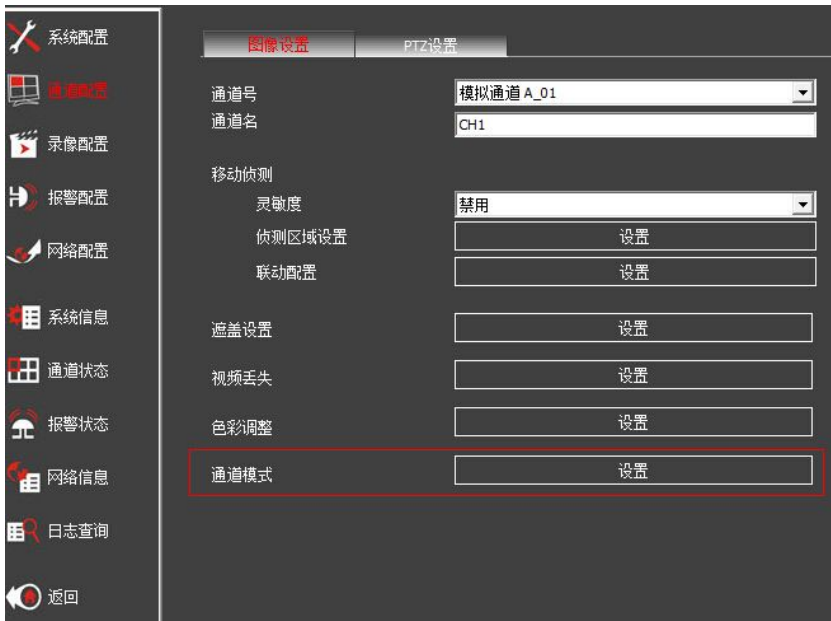 系统配置
通道配置
录像配置
报警配置
网络配置
系统信息
通道状态
报警状态
网络信息
日志查询
返回
图像设置 PTZ设置
通道号 模拟通道 A_01
通道名 CH1
移动侦测
灵敏度 禁用
侦测区域设置 设置
联动配置 设置
遮盖设置 设置
视频丢失 设置
色彩调整 设置
通道模式 设置